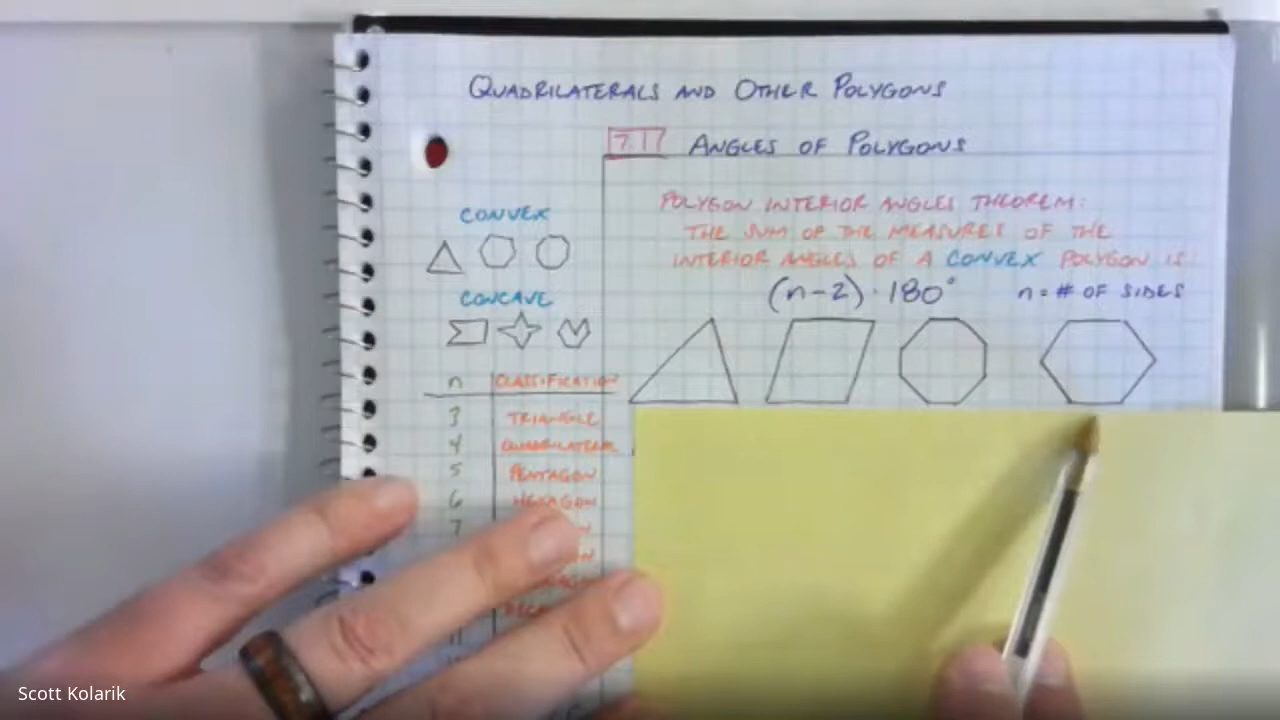 QUADRILATERALS AND OTHER POLYGONS
7.17 ANGLES OF POLYGONS
CONVEX
CONCAVE
n CLASSIFICATION
3 TRIANGLE
4 QUADRILATERAL
5 PENTAGON
6 HEXAGON
7
11
POLYGON INTERIOR ANGLES THEOREM:
THE SUM OF THE MEASURES OF THE
INTERIOR ANGLES OF A CONVEX POLYGON IS
(n-2)·180° n = # OF SIDES
Scott Kolarik